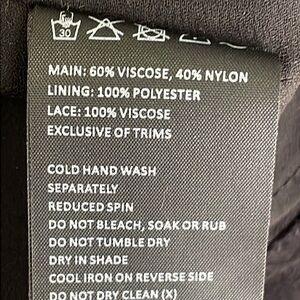 30
MAIN: 60% VISCOSE, 40% NYLON
LINING: 100% POLYESTER
LACE: 100% VISCOSE
EXCLUSIVE OF TRIMS
COLD HAND WASH
SEPARATELY
REDUCED SPIN
DO NOT BLEACH, SOAK OR RUB
DO NOT TUMBLE DRY
DRY IN SHADE
COOL IRON ON REVERSE SIDE
DO NOT DRY CLEAN (X)